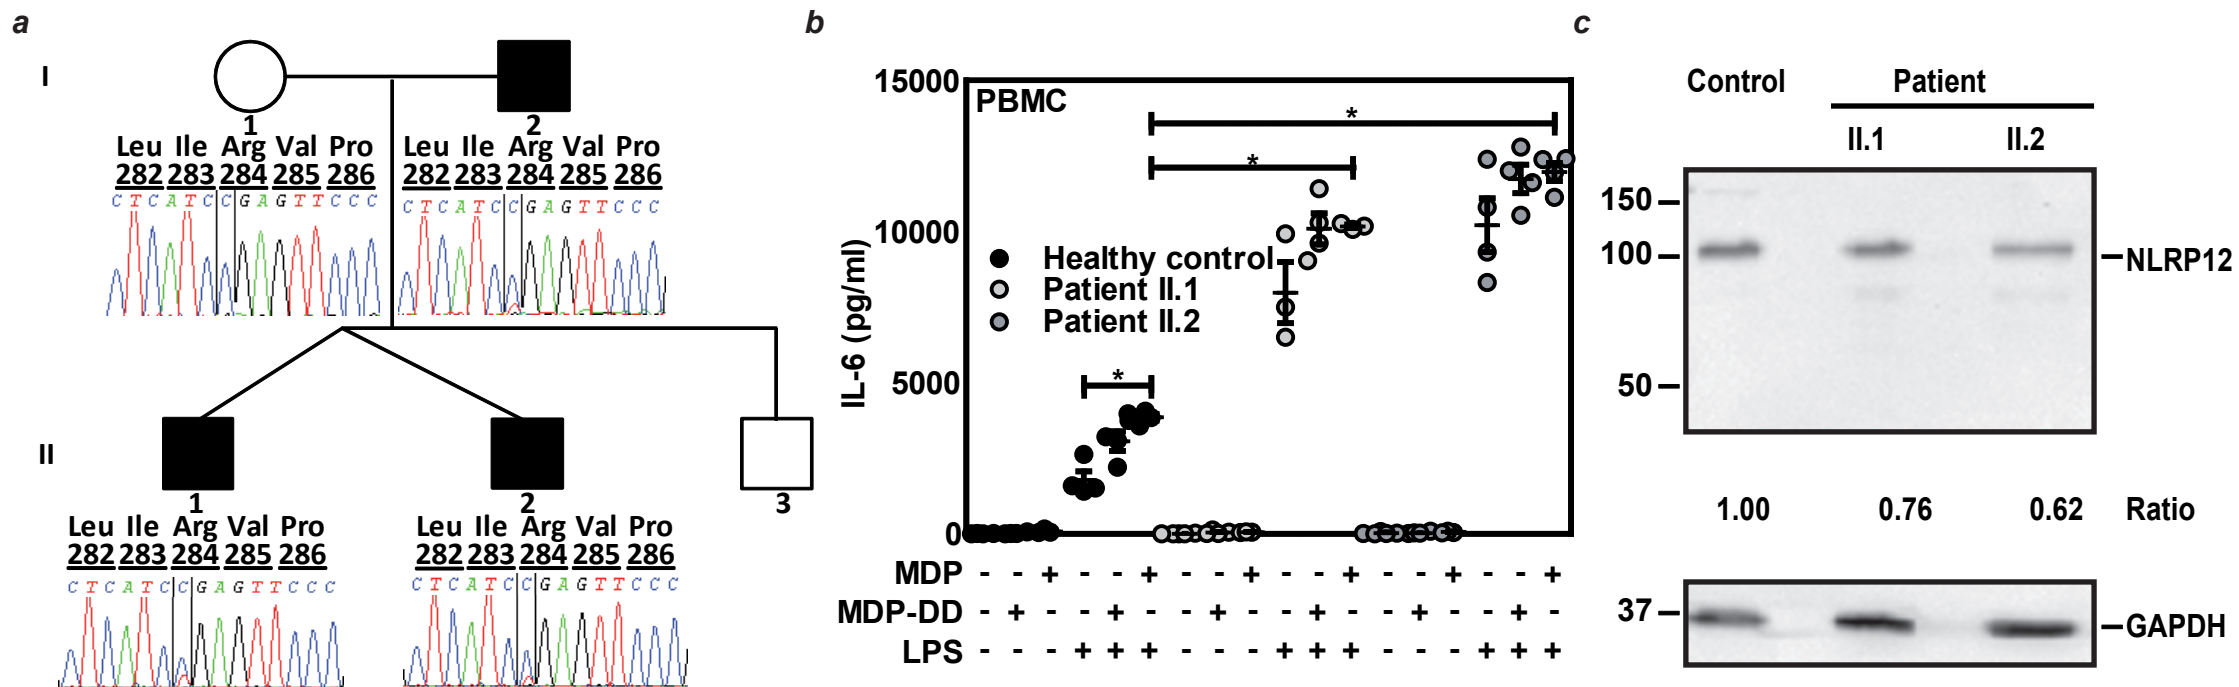 a
I
1
2
Leu Ile Arg Val Pro
282 283 284 285 286
C T C A T C C G A G T T C C C
Leu Ile Arg Val Pro
282 283 284 285 286
C T C A T C C G A G T T C C C
II
1
2
3
Leu Ile Arg Val Pro
282 283 284 285 286
C T C A T C C G A G T T C C C
Leu Ile Arg Val Pro
282 283 284 285 286
C T C A T C C G A G T T C C C
b
PBMC
IL-6 (pg/ml)
15000
10000
5000
0
*
*
*
Healthy control
Patient II.1
Patient II.2
MDP - - + - - + - - + - - + - - + - - +
MDP-DD - + - - + - - + - - + - - + - - + -
LPS - - - + + + - - - + + + - - - + + +
c
Control Patient
II.1 II.2
150
100
50
NLRP12
1.00 0.76 0.62 Ratio
37
GAPDH